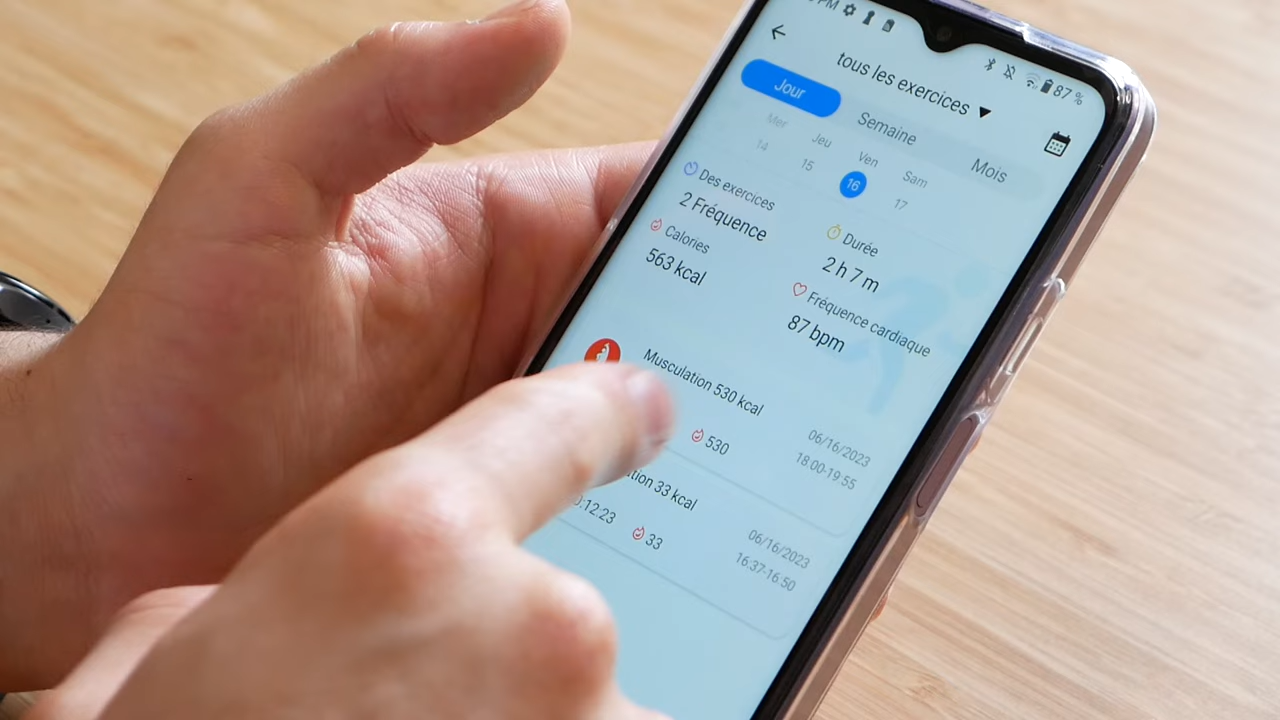 PM
87 %
tous les exercices
Jour
Semaine
Mois
Mer
Jeu
Ven
Sam
14
15
16
17
Des exercices
2 Fréquence
Durée
2 h 7 m
Calories
563 kcal
Fréquence cardiaque
87 bpm
Musculation 530 kcal
530
06/16/2023
18:00-19:55
tion 33 kcal
:12:23
33
06/16/2023
16:37-16:50